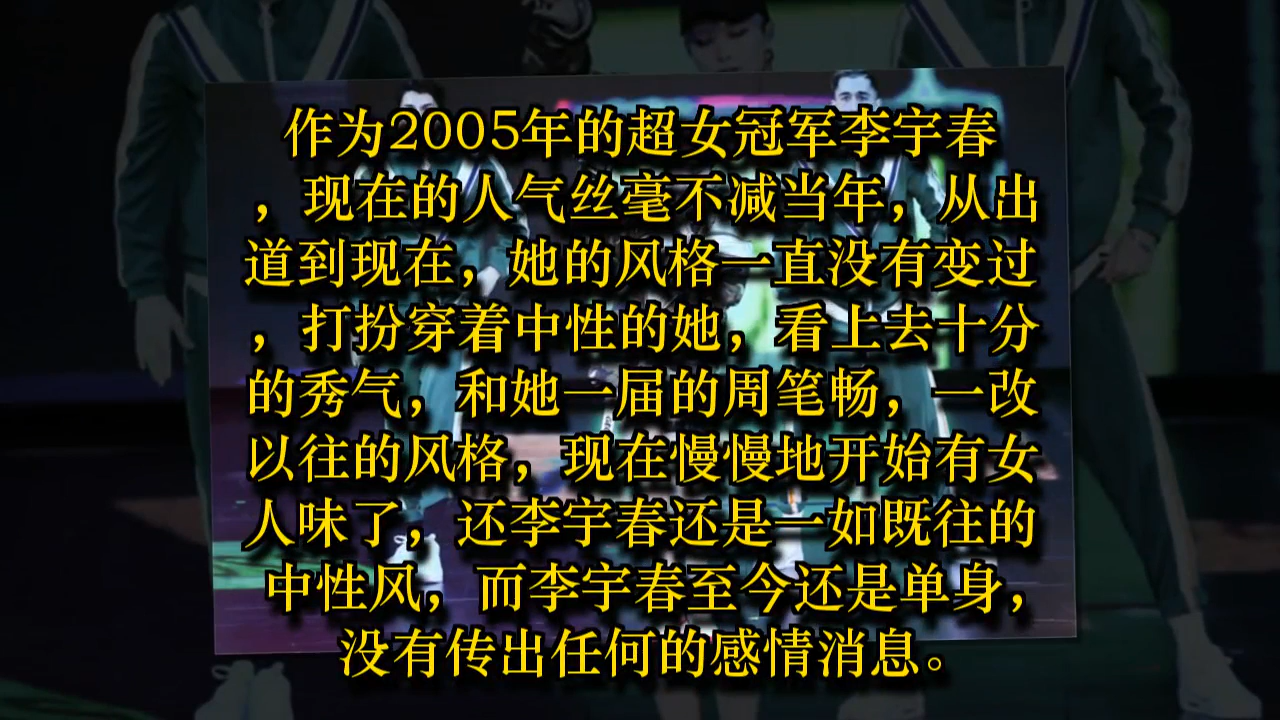 作为2005年的超女冠军李宇春
，现在的人气丝毫不减当年，从出
道到现在，她的风格一直没有变过
，打扮穿着中性的她，看上去十分
的秀气，和她一届的周笔畅，一改
以往的风格，现在慢慢地开始有女
人味了，还李宇春还是一如既往的
中性风，而李宇春至今还是单身，
没有传出任何的感情消息。